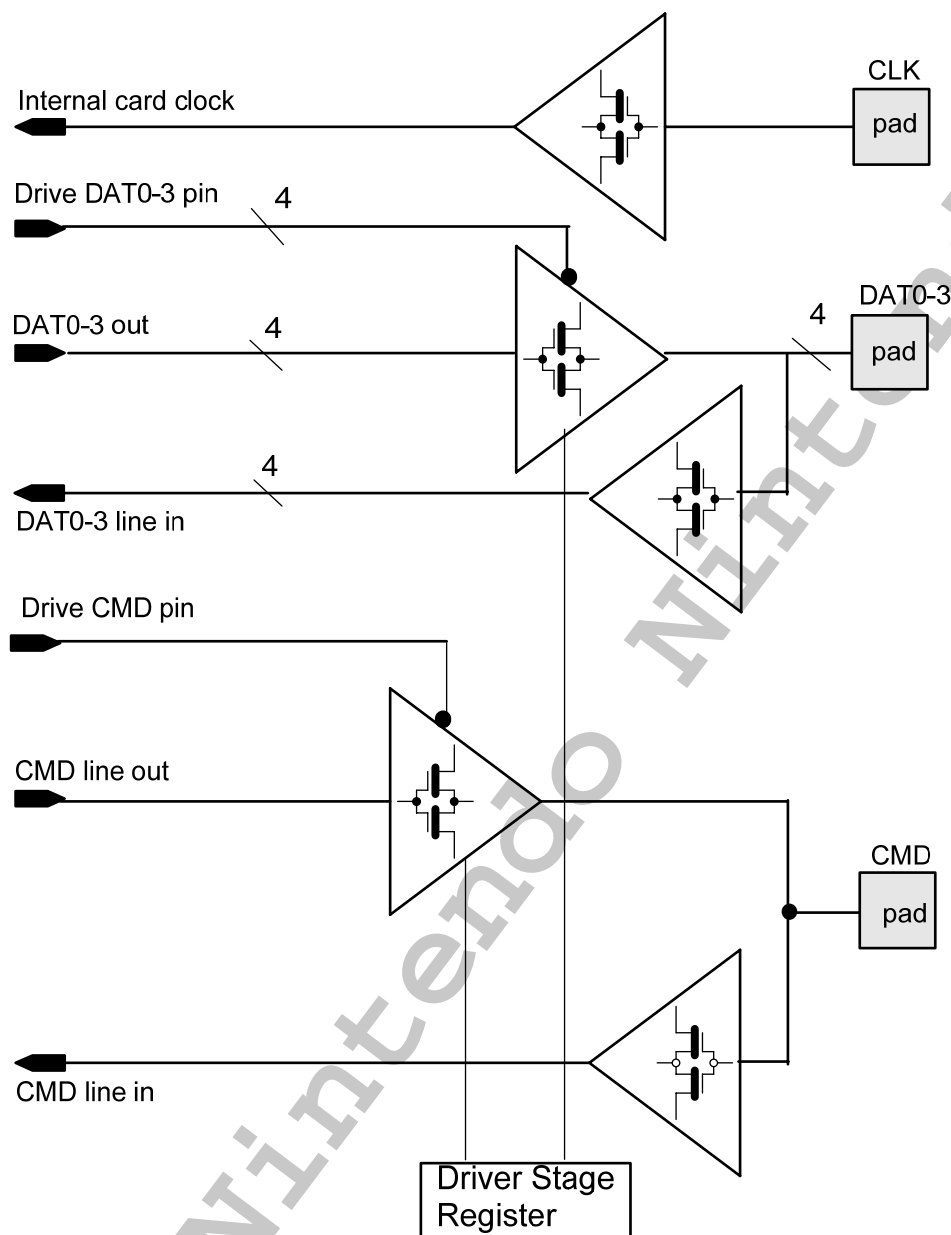 CLK
Internal card clock
pad
Drive DAT0-3 pin
4
DAT0-3
DAT0-3 out
4
4
pad
4
DAT0-3 line in
Drive CMD pin
CMD line out
CMD
pad
CMD line in
Driver Stage
Register
Nintendo Ninten